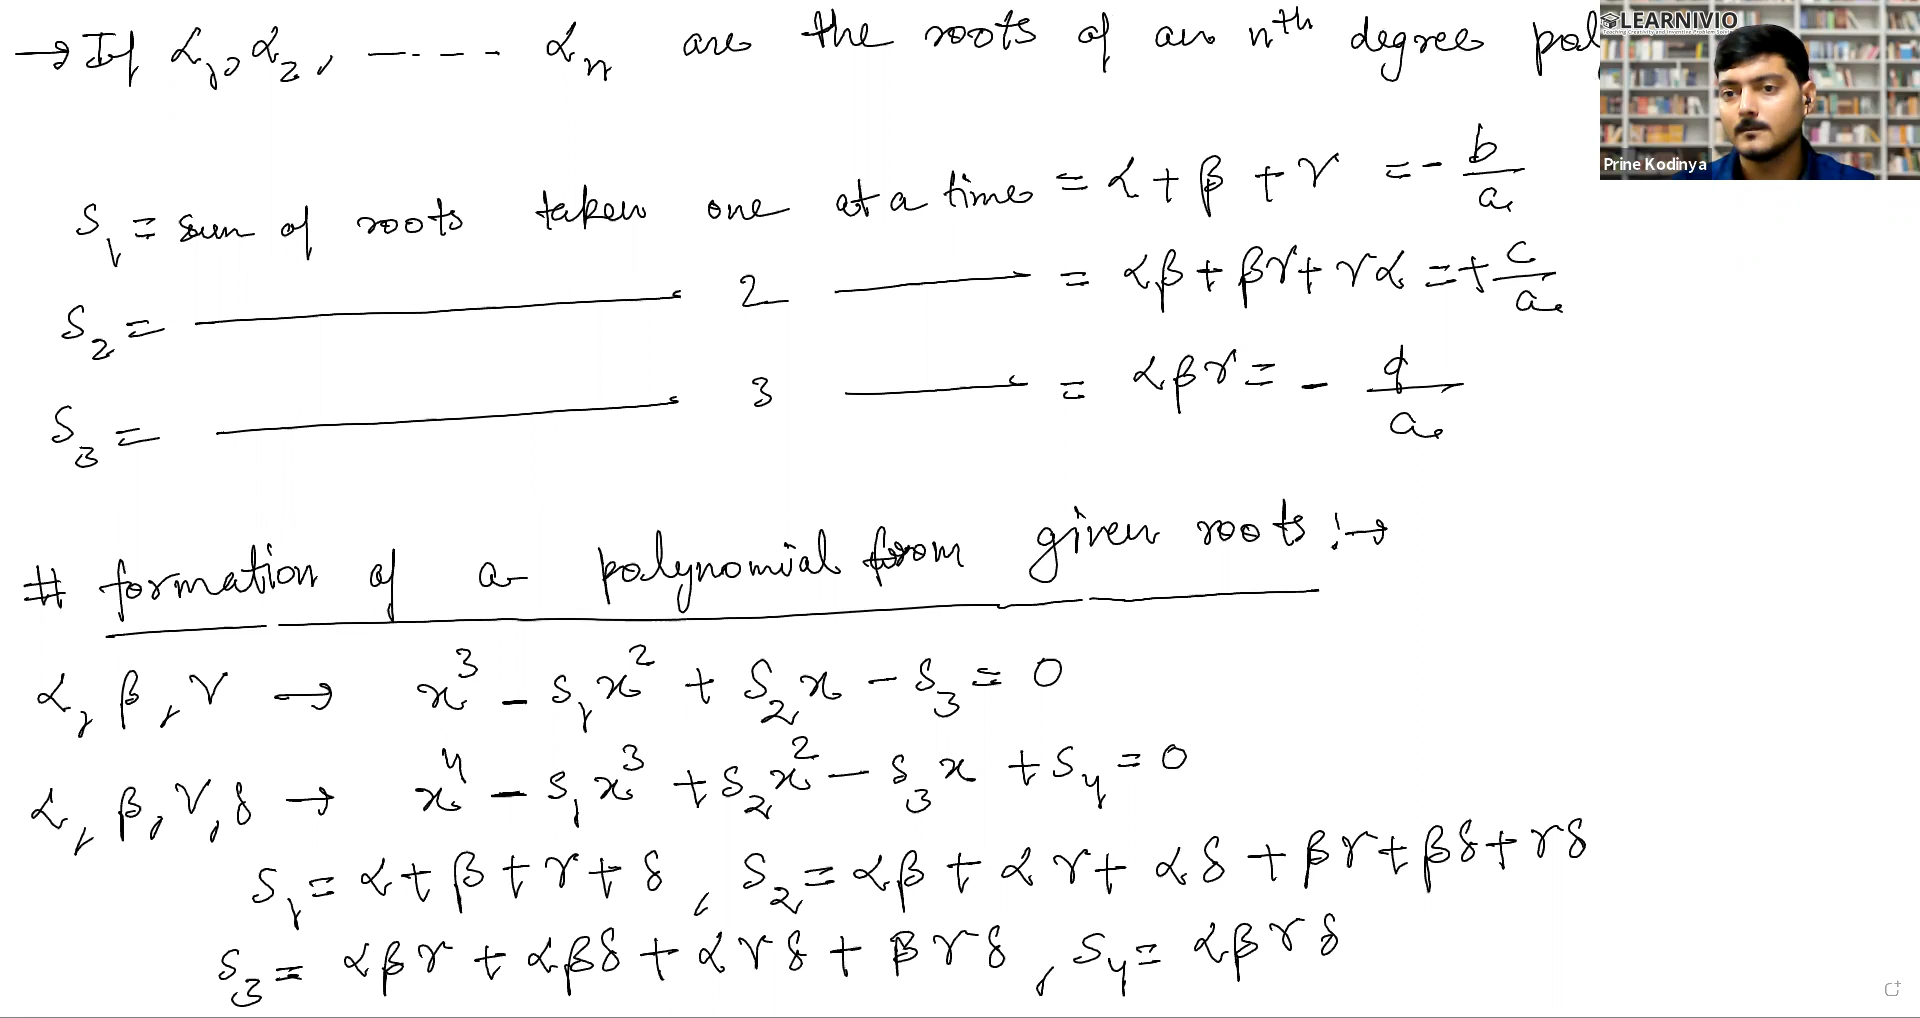 → If α₁, α₂, ----- αₙ are the roots of an nᵗʰ degree pol
LEARNIVIO
Prine Kodinya
S₁ = sum of roots taken one at a time = α + β + γ = - b/a
S₂ = ——— 2 ——— = αβ + βγ + γα = + c/a
S₃ = ——— 3 ——— = αβγ = - d/a
# formation of a polynomial from given roots :→
α, β, γ → x³ - S₁x² + S₂x - S₃ = 0
α, β, γ, δ → x⁴ - S₁x³ + S₂x² - S₃x + S₄ = 0
S₁ = α + β + γ + δ , S₂ = αβ + αγ + αδ + βγ + βδ + γδ
S₃ = αβγ + αβδ + αγδ + βγδ , S₄ = αβγδ